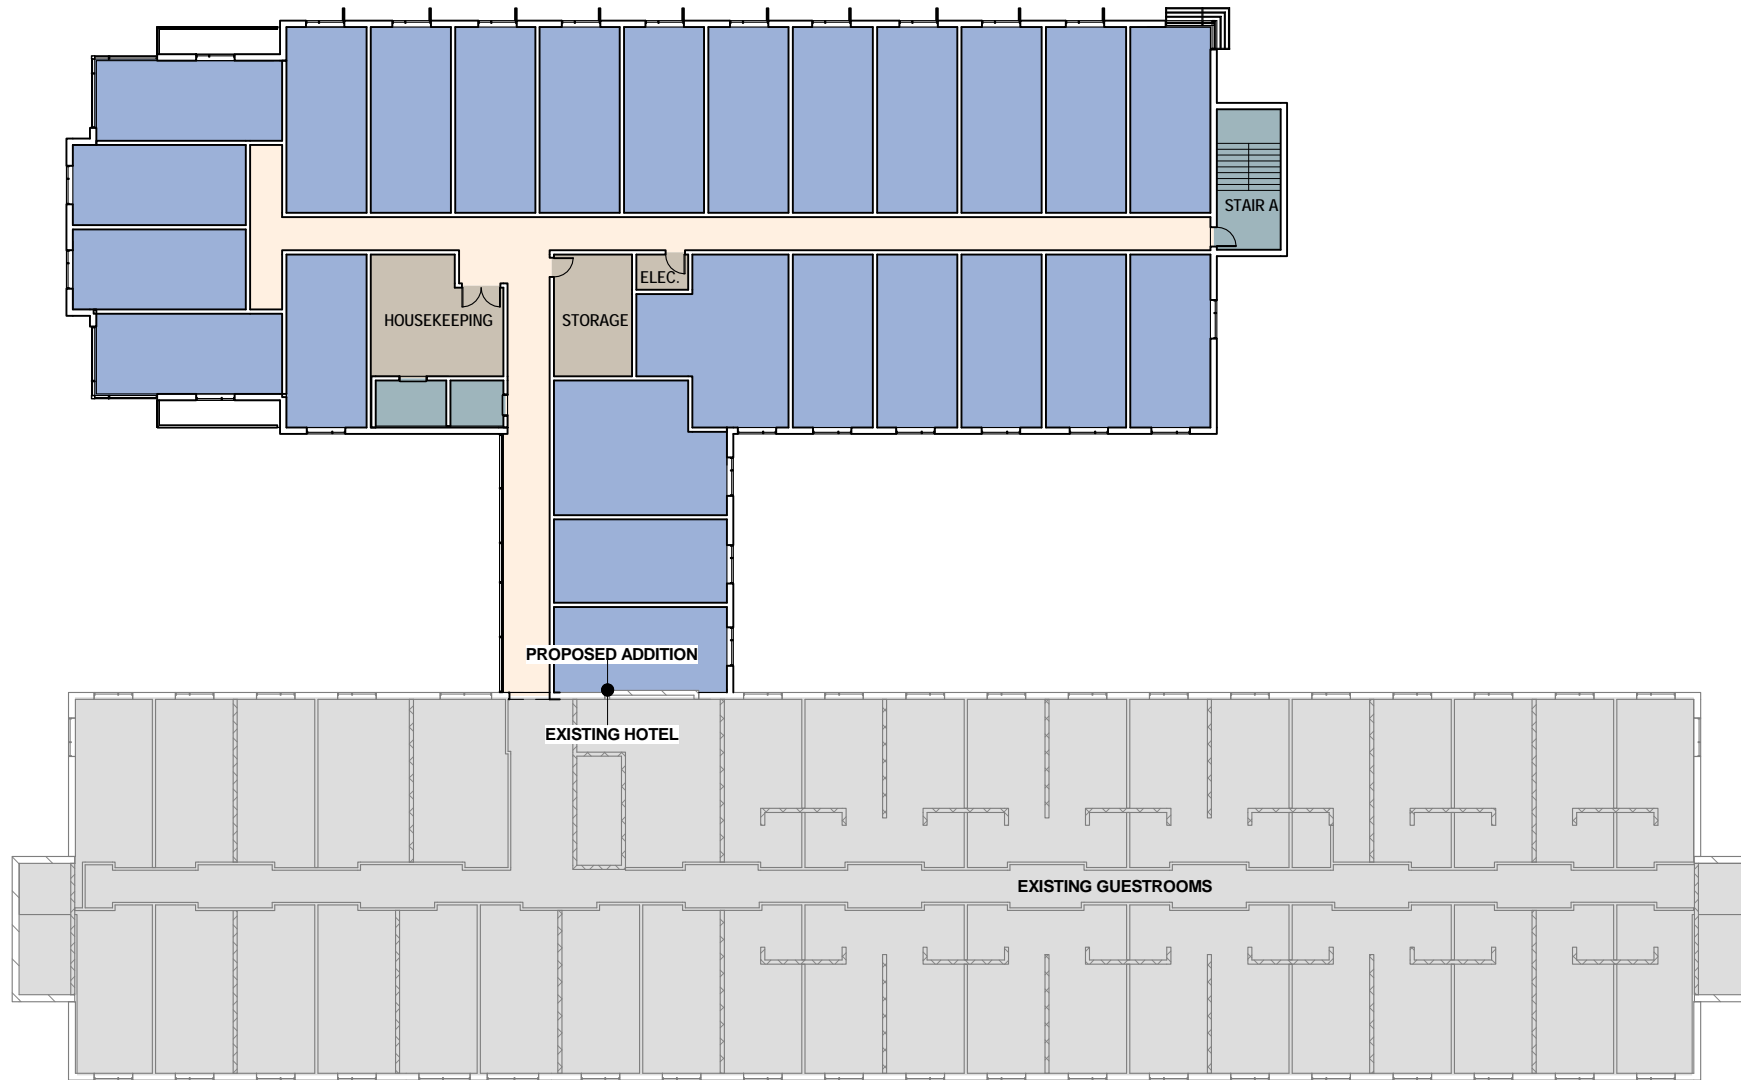 STAIR A
ELEC.
HOUSEKEEPING
STORAGE
PROPOSED ADDITION
EXISTING HOTEL
EXISTING GUESTROOMS